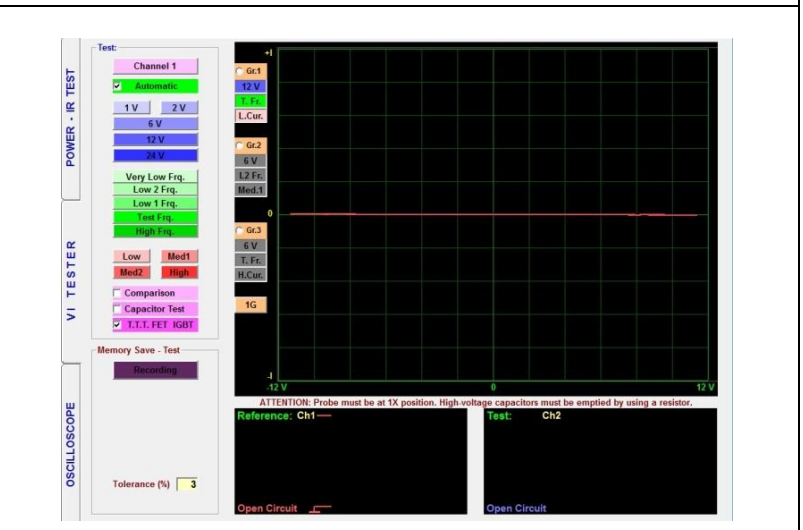 POWER - IR TEST
VI TESTER
OSCILLOSCOPE
Test:
Channel 1
Automatic
1 V
2 V
6 V
12 V
24 V
Very Low Frq.
Low 2 Frq.
Low 1 Frq.
Test Frq.
High Frq.
Low
Med1
Med2
High
Comparison
Capacitor Test
T.T.T. FET IGBT
Memory Save - Test
Recording
Tolerance (%) 3
Gr.1
12 V
T. Fr.
L.Cur.
Gr.2
6 V
L2 Fr.
Med.1
Gr.3
6 V
T. Fr.
H.Cur.
1G
+I
0
-I
-12 V
0
12 V
ATTENTION: Probe must be at 1X position. High-voltage capacitors must be emptied by using a resistor.
Reference: Ch1
Open Circuit
Test: Ch2
Open Circuit